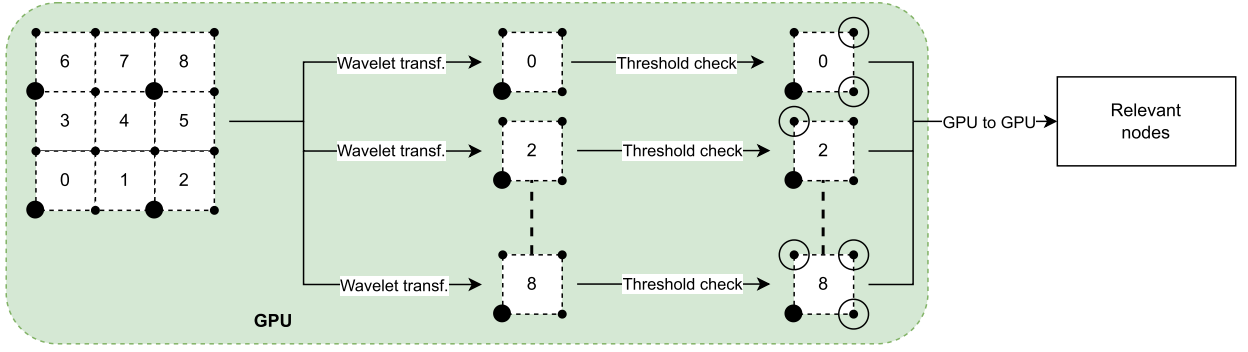 6 7 8
3 4 5
0 1 2
Wavelet transf.
0
Threshold check
0
Wavelet transf.
2
Threshold check
2
Wavelet transf.
8
Threshold check
8
GPU
GPU to GPU
Relevant
nodes